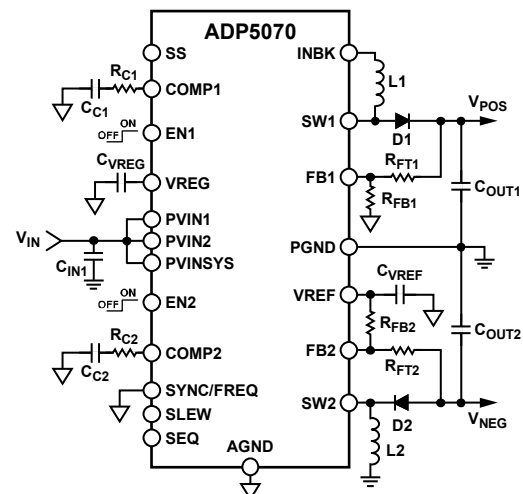 ADP5070
SS
INBK
RC1
CC1
COMP1
L1
ON
OFF
EN1
SW1
D1
VPOS
CVREG
VREG
FB1
RFT1
RFB1
COUT1
PVIN1
VIN
PVIN2
PGND
CIN1
PVINSYS
CVREF
VREF
ON
OFF
EN2
RFB2
RC2
CC2
COMP2
FB2
RFT2
COUT2
SYNC/FREQ
SW2
D2
VNEG
SLEW
SEQ
L2
AGND